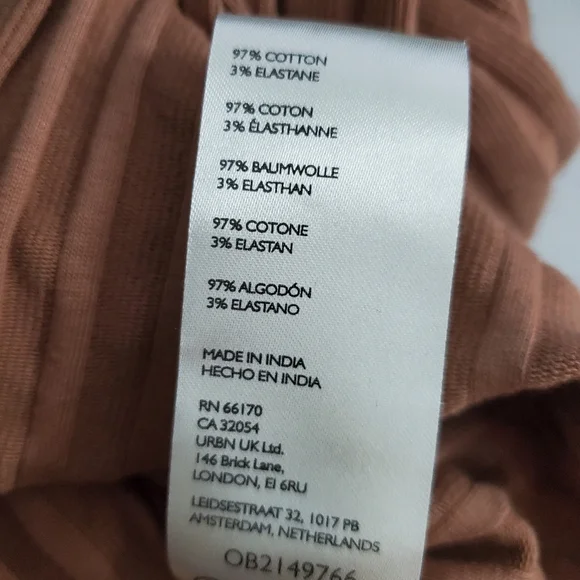 97% COTTON
3% ELASTANE
97% COTON
3% ÉLASTHANNE
97% BAUMWOLLE
3% ELASTHAN
97% COTONE
3% ELASTAN
97% ALGODÓN
3% ELASTANO
MADE IN INDIA
HECHO EN INDIA
RN 66170
CA 32054
URBN UK Ltd.
146 Brick Lane,
LONDON, E1 6RU
LEIDSESTRAAT 32, 1017 PB
AMSTERDAM, NETHERLANDS
OB2149766